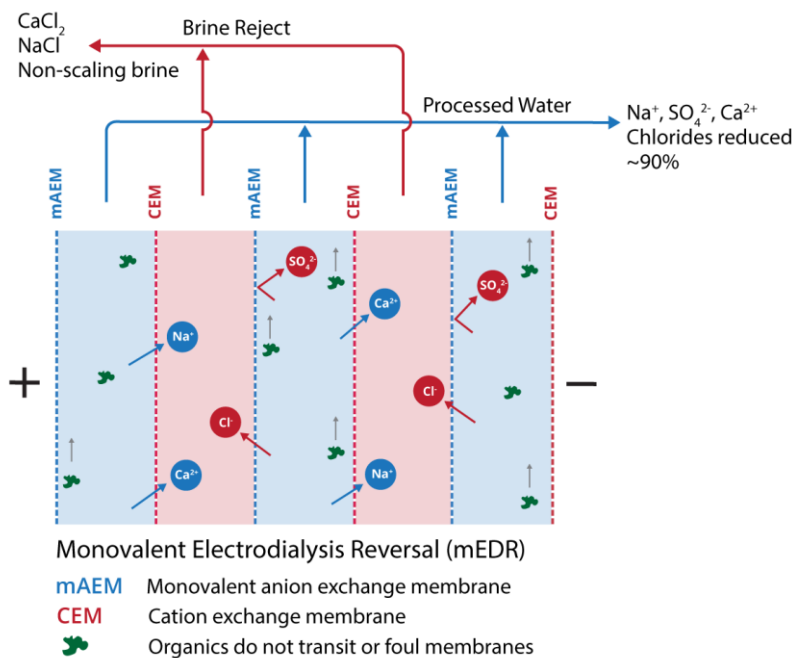 CaCl₂
NaCl
Non-scaling brine
Brine Reject
Processed Water
Na⁺, SO₄²⁻, Ca²⁺
Chlorides reduced
~90%
mAEM
CEM
mAEM
CEM
mAEM
CEM
SO₄²⁻
Ca²⁺
SO₄²⁻
Na⁺
+
−
Cl⁻
Cl⁻
Ca²⁺
Na⁺
Monovalent Electrodialysis Reversal (mEDR)
mAEM Monovalent anion exchange membrane
CEM Cation exchange membrane
Organics do not transit or foul membranes